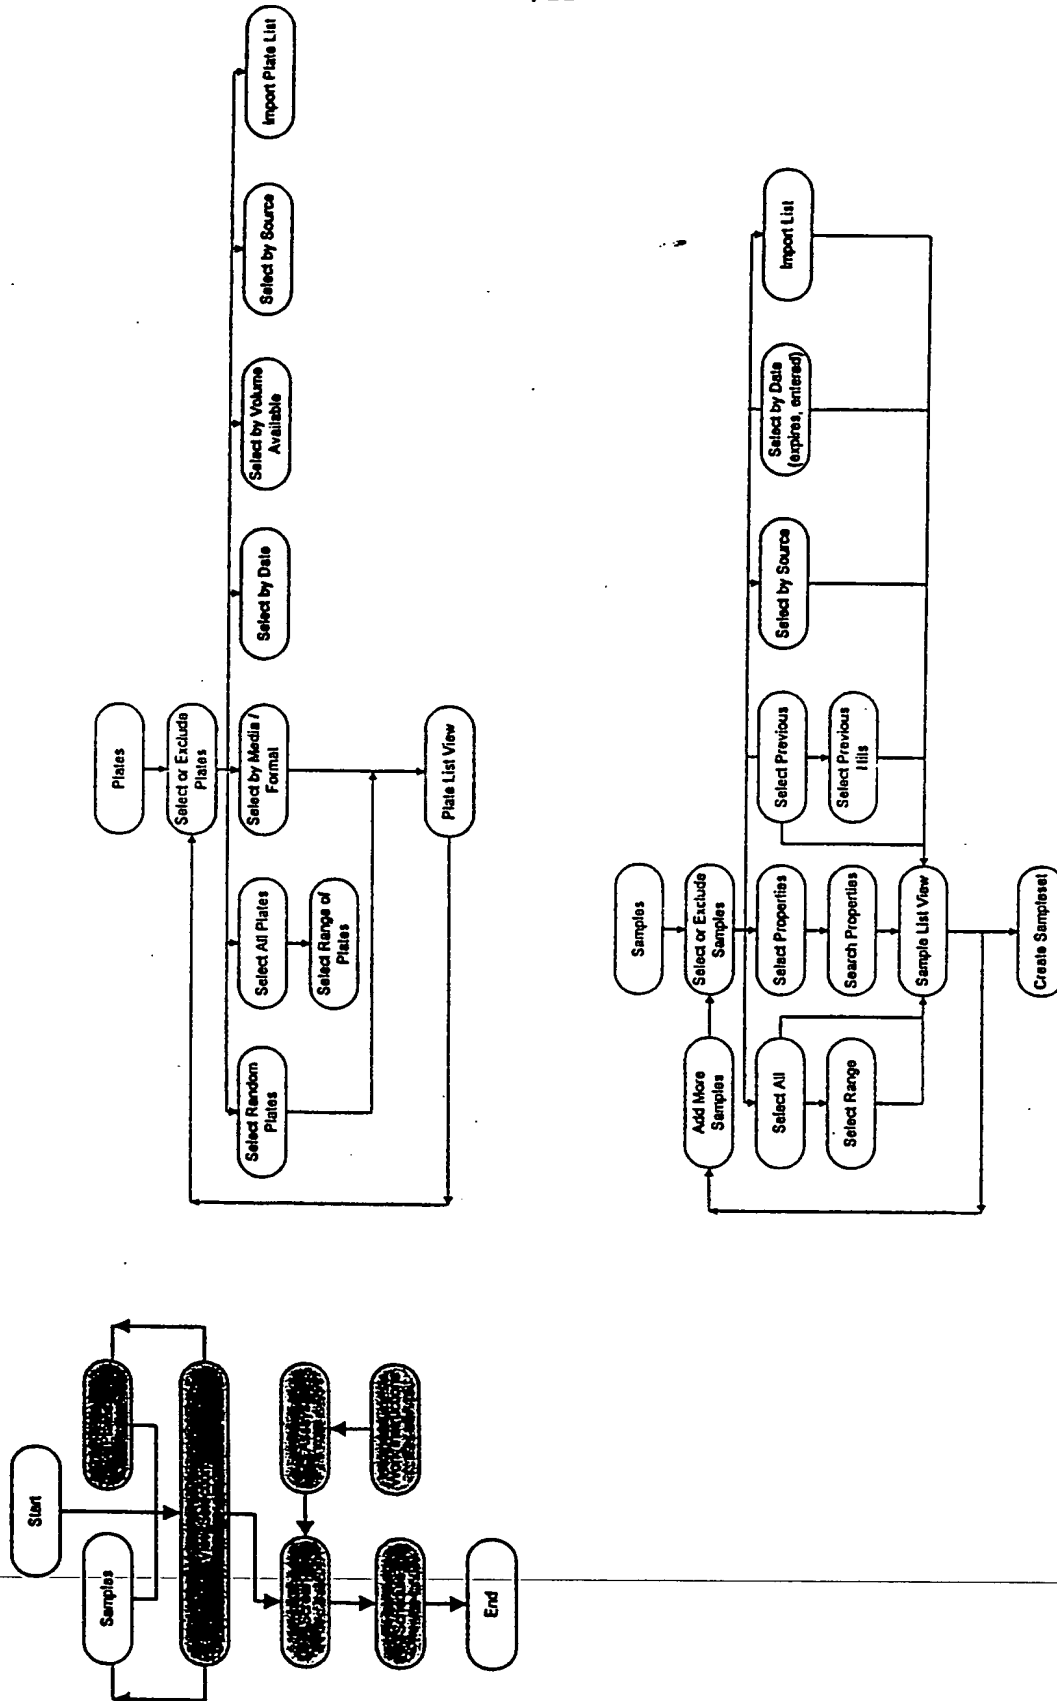 Start
Samples
End
Plates
Select or Exclude
Plates
Select Random
Plates
Select All Plates
Select Range of
Plates
Select by Media /
Format
Select by Date
Select by Volume
Available
Select by Source
Import Plate List
Plate List View
Samples
Add More
Samples
Select or Exclude
Samples
Select All
Select Range
Select Properties
Search Properties
Select Previous
Select Previous
Hits
Select by Source
Select by Date
(expires, entered)
Import List
Sample List View
Create Sampleset